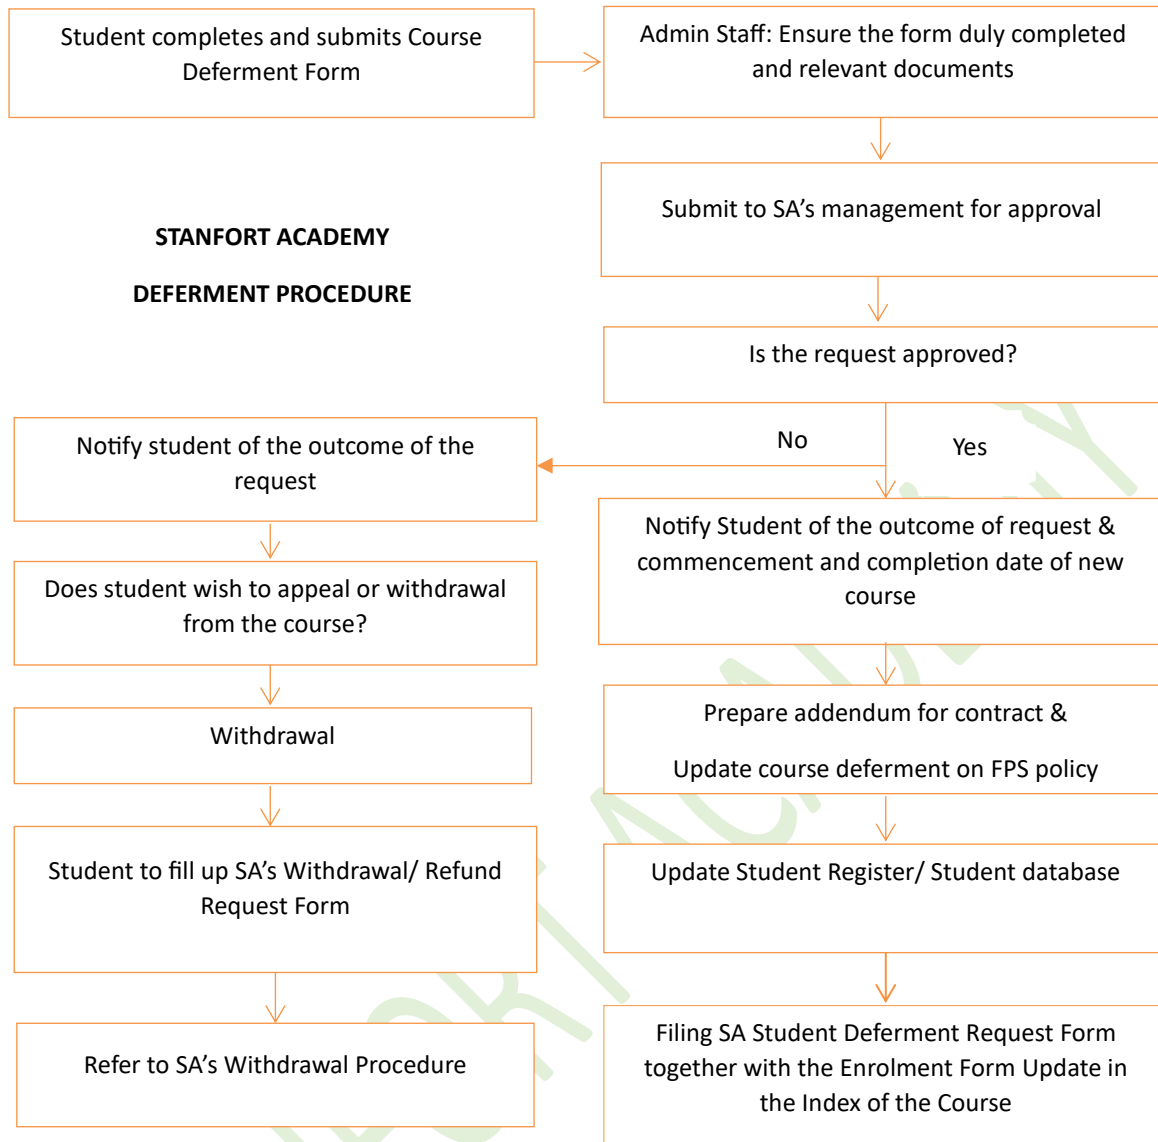 Student completes and submits Course
Deferment Form
Admin Staff: Ensure the form duly completed
and relevant documents
Submit to SA’s management for approval
STANFORT ACADEMY
DEFERMENT PROCEDURE
Is the request approved?
No
Yes
Notify student of the outcome of the
request
Notify Student of the outcome of request &
commencement and completion date of new
course
Does student wish to appeal or withdrawal
from the course?
Prepare addendum for contract &
Update course deferment on FPS policy
Withdrawal
Student to fill up SA’s Withdrawal/ Refund
Request Form
Update Student Register/ Student database
Refer to SA’s Withdrawal Procedure
Filing SA Student Deferment Request Form
together with the Enrolment Form Update in
the Index of the Course